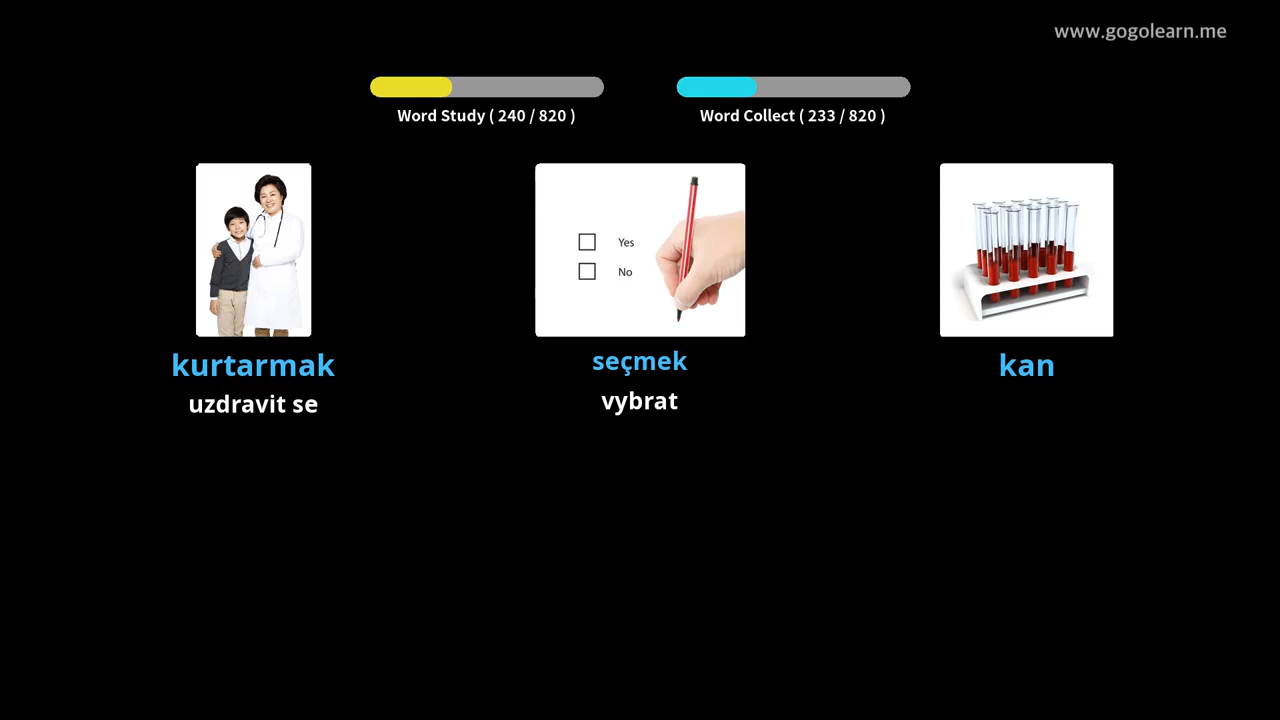 www.gogolearn.me
Word Study ( 240 / 820 )
Word Collect ( 233 / 820 )
Yes
No
kurtarmak
uzdravit se
seçmek
vybrat
kan